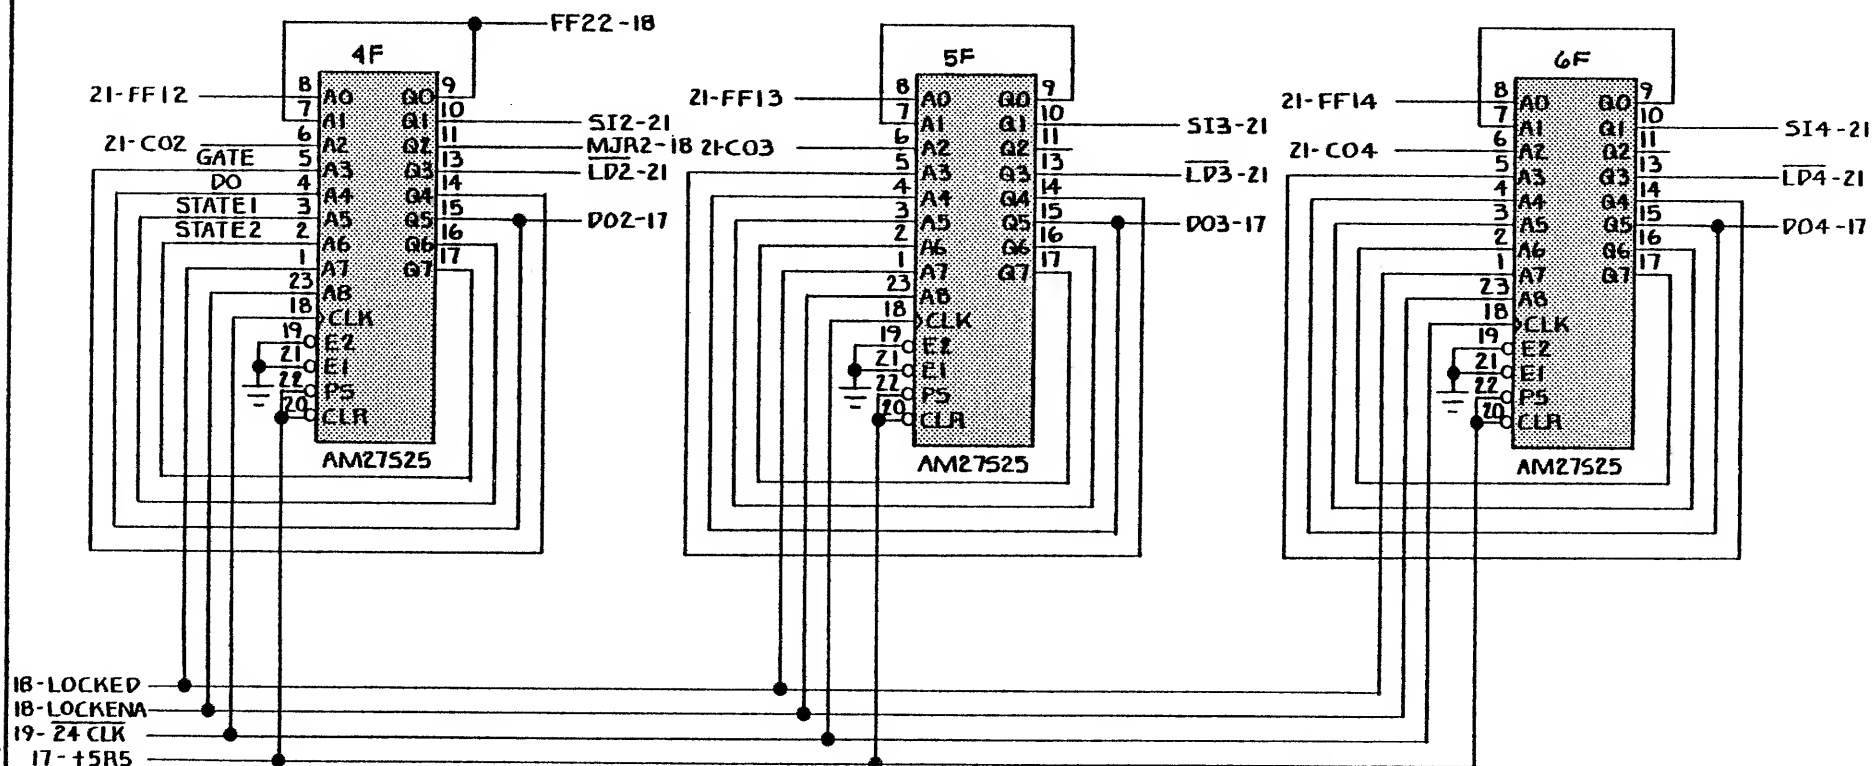 FF22-18
4F
21-FF12
8 A0 Q0 9
7 A1 Q1 10 SI2-21
21-C02 6 A2 Q2 11 MJR2-18
GATE 5 A3 Q3 13 LD2-21
DO 4 A4 Q4 14
STATE1 3 A5 Q5 15 DO2-17
STATE2 2 A6 Q6 16
1 A7 Q7 17
23 A8
18 CLK
19 E2
21 E1
22 PS
20 CLR
AM27S25
5F
21-FF13
8 A0 Q0 9
7 A1 Q1 10 SI3-21
21-C03 6 A2 Q2 11
5 A3 Q3 13 LD3-21
4 A4 Q4 14
3 A5 Q5 15 DO3-17
2 A6 Q6 16
1 A7 Q7 17
23 A8
18 CLK
19 E2
21 E1
22 PS
20 CLR
AM27S25
6F
21-FF14
8 A0 Q0 9
7 A1 Q1 10 SI4-21
21-C04 6 A2 Q2 11
5 A3 Q3 13 LD4-21
4 A4 Q4 14
3 A5 Q5 15 DO4-17
2 A6 Q6 16
1 A7 Q7 17
23 A8
18 CLK
19 E2
21 E1
22 PS
20 CLR
AM27S25
18-LOCKED
18-LOCKENA
19-24 CLK
17-+5R5